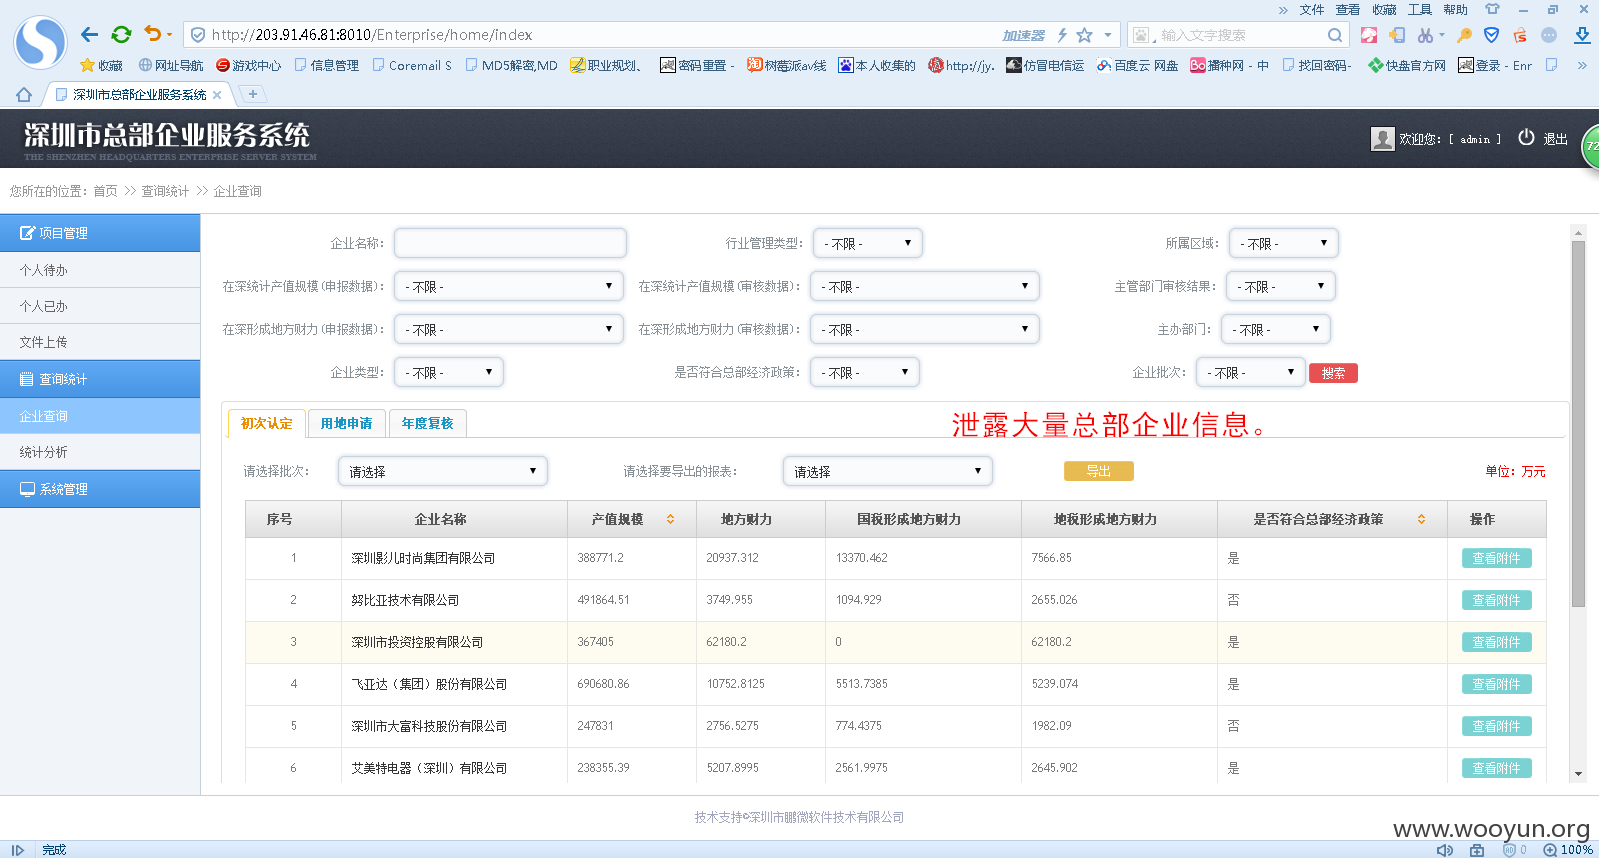 » 文件 查看 收藏 工具 帮助
http://203.91.46.81:8010/Enterprise/home/index 加速器 输入文字搜索
收藏 网址导航 游戏中心 信息管理 Coremail S MD5解密,MD 职业规划、 密码重置 - 树莓派av线 本人收集的 http://jy. 仿冒电信运 百度云 网盘 播种网 - 中 找回密码- 快盘官方网 登录 - Enr »
深圳市总部企业服务系统
深圳市总部企业服务系统
THE SHENZHEN HEADQUARTERS ENTERPRISE SERVER SYSTEM
欢迎您：[ admin ] 退出
72
您所在的位置：首页 >> 查询统计 >> 企业查询
项目管理
个人待办
个人已办
文件上传
查询统计
企业查询
统计分析
系统管理
企业名称： 行业管理类型： - 不限 - 所属区域： - 不限 -
在深统计产值规模(申报数据)： - 不限 - 在深统计产值规模(审核数据)： - 不限 - 主管部门审核结果： - 不限 -
在深形成地方财力(申报数据)： - 不限 - 在深形成地方财力(审核数据)： - 不限 - 主办部门： - 不限 -
企业类型： - 不限 - 是否符合总部经济政策： - 不限 - 企业批次： - 不限 - 搜索
初次认定 用地申请 年度复核
泄露大量总部企业信息。
请选择批次： 请选择 请选择要导出的报表： 请选择 导出 单位：万元
序号 企业名称 产值规模 地方财力 国税形成地方财力 地税形成地方财力 是否符合总部经济政策 操作
1 深圳影儿时尚集团有限公司 388771.2 20937.312 13370.462 7566.85 是 查看附件
2 努比亚技术有限公司 491864.51 3749.955 1094.929 2655.026 否 查看附件
3 深圳市投资控股有限公司 367405 62180.2 0 62180.2 是 查看附件
4 飞亚达（集团）股份有限公司 690680.86 10752.8125 5513.7385 5239.074 是 查看附件
5 深圳市大富科技股份有限公司 247831 2756.5275 774.4375 1982.09 否 查看附件
6 艾美特电器（深圳）有限公司 238355.39 5207.8995 2561.9975 2645.902 是 查看附件
技术支持©深圳市鹏微软件技术有限公司
www.wooyun.org
完成 0 100%